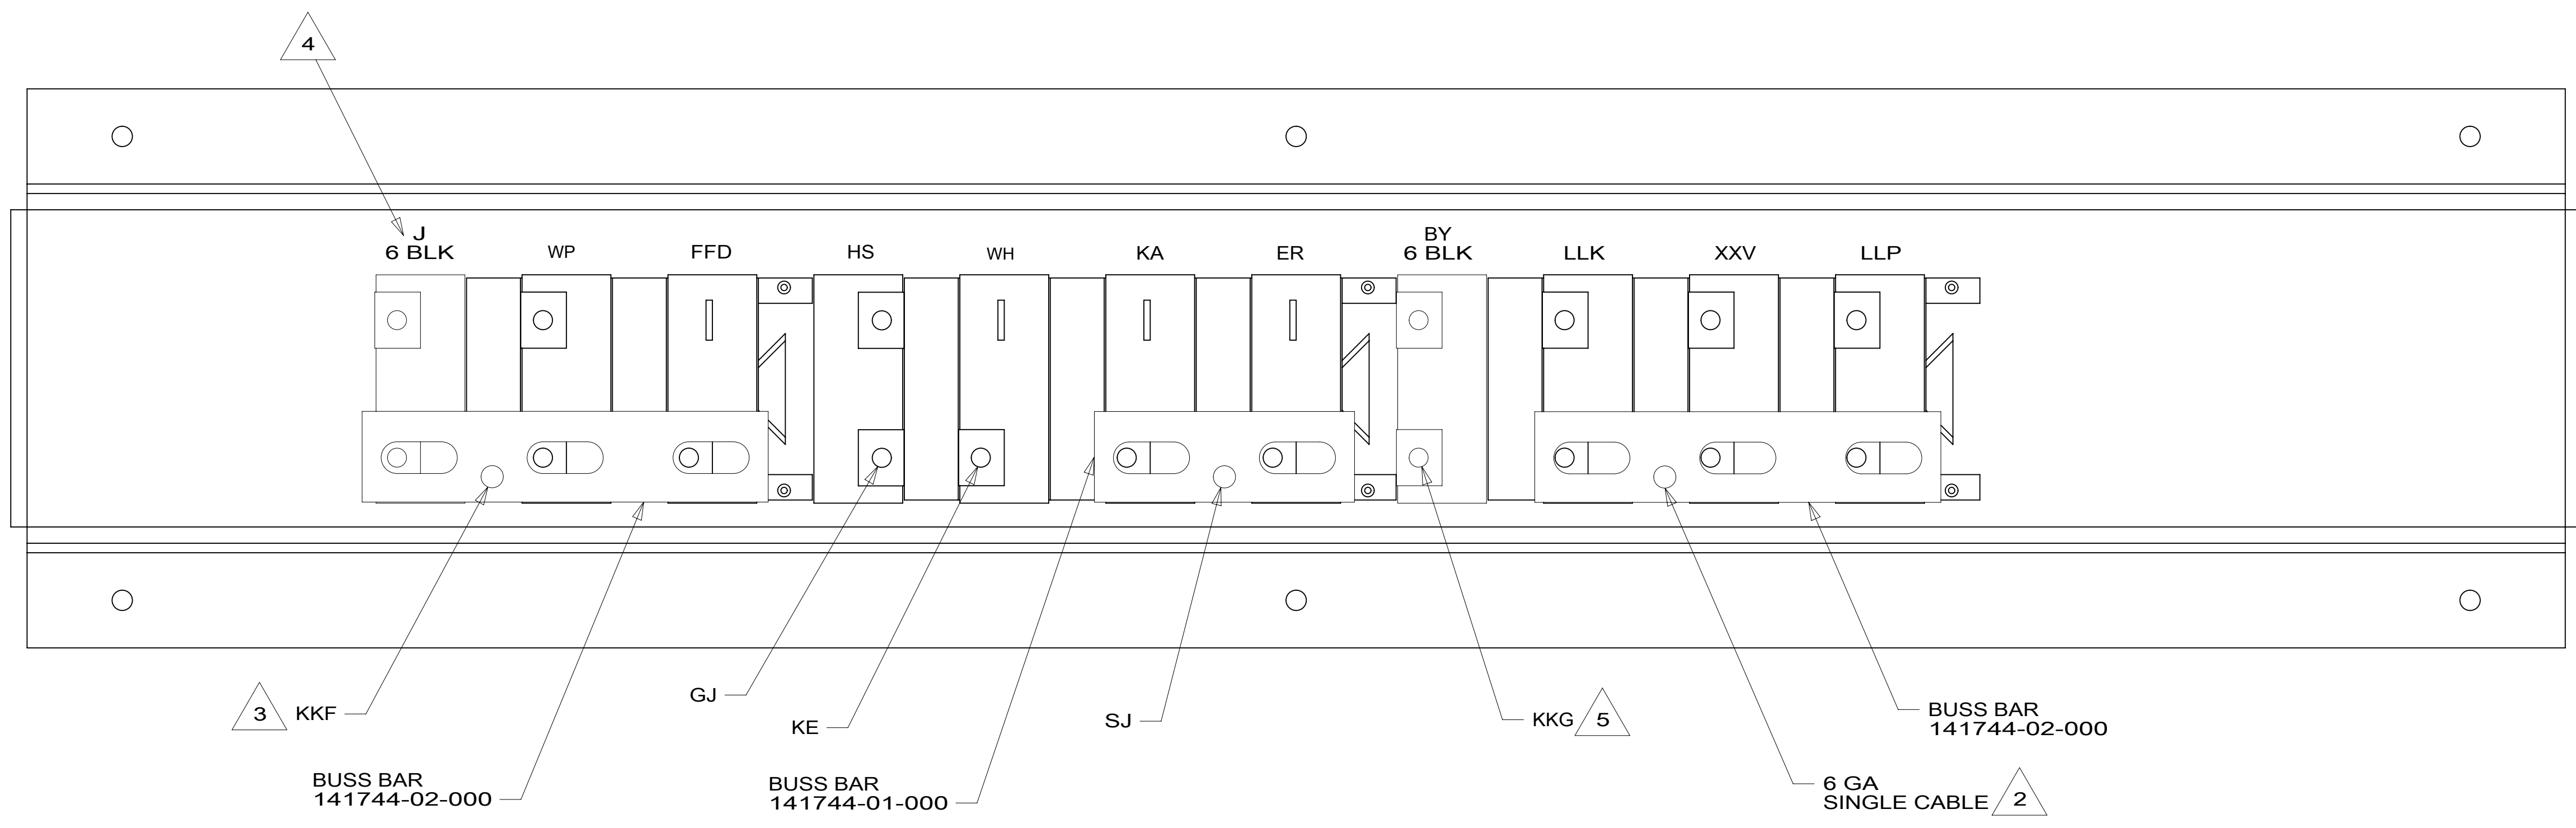 4
J
6 BLK
WP
FFD
HS
WH
KA
ER
BY
6 BLK
LLK
XXV
LLP
3
KKF
GJ
KE
SJ
KKG
5
BUSS BAR
141744-02-000
BUSS BAR
141744-02-000
BUSS BAR
141744-01-000
6 GA
SINGLE CABLE
2